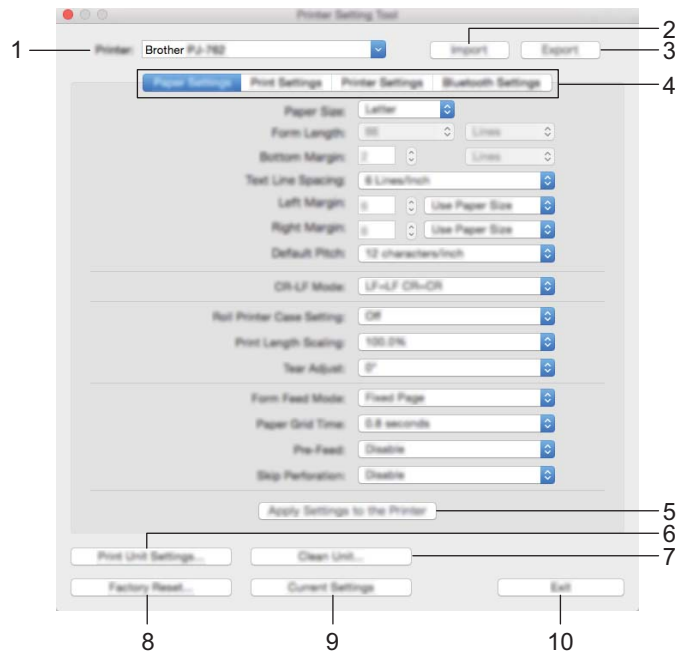 Printer Setting Tool
2
1 Printer: Brother PJ-762 Import Export 3
Paper Settings Print Settings Printer Settings Bluetooth Settings 4
Paper Size: Letter
Form Length: Lines
Bottom Margin: 2 Lines
Text Line Spacing: 6 Lines/Inch
Left Margin: Use Paper Size
Right Margin: Use Paper Size
Default Pitch: 12 characters/inch
CR-LF Mode: LF=LF CR=CR
Roll Printer Case Setting: Off
Print Length Scaling: 100.0%
Tear Adjust: 0"
Form Feed Mode: Fixed Page
Paper Grid Time: 0.8 seconds
Pre-Feed: Disable
Skip Perforation: Disable
Apply Settings to the Printer 5
6
Print Unit Settings... Clean Unit... 7
Factory Reset... Current Settings Exit
8 9 10